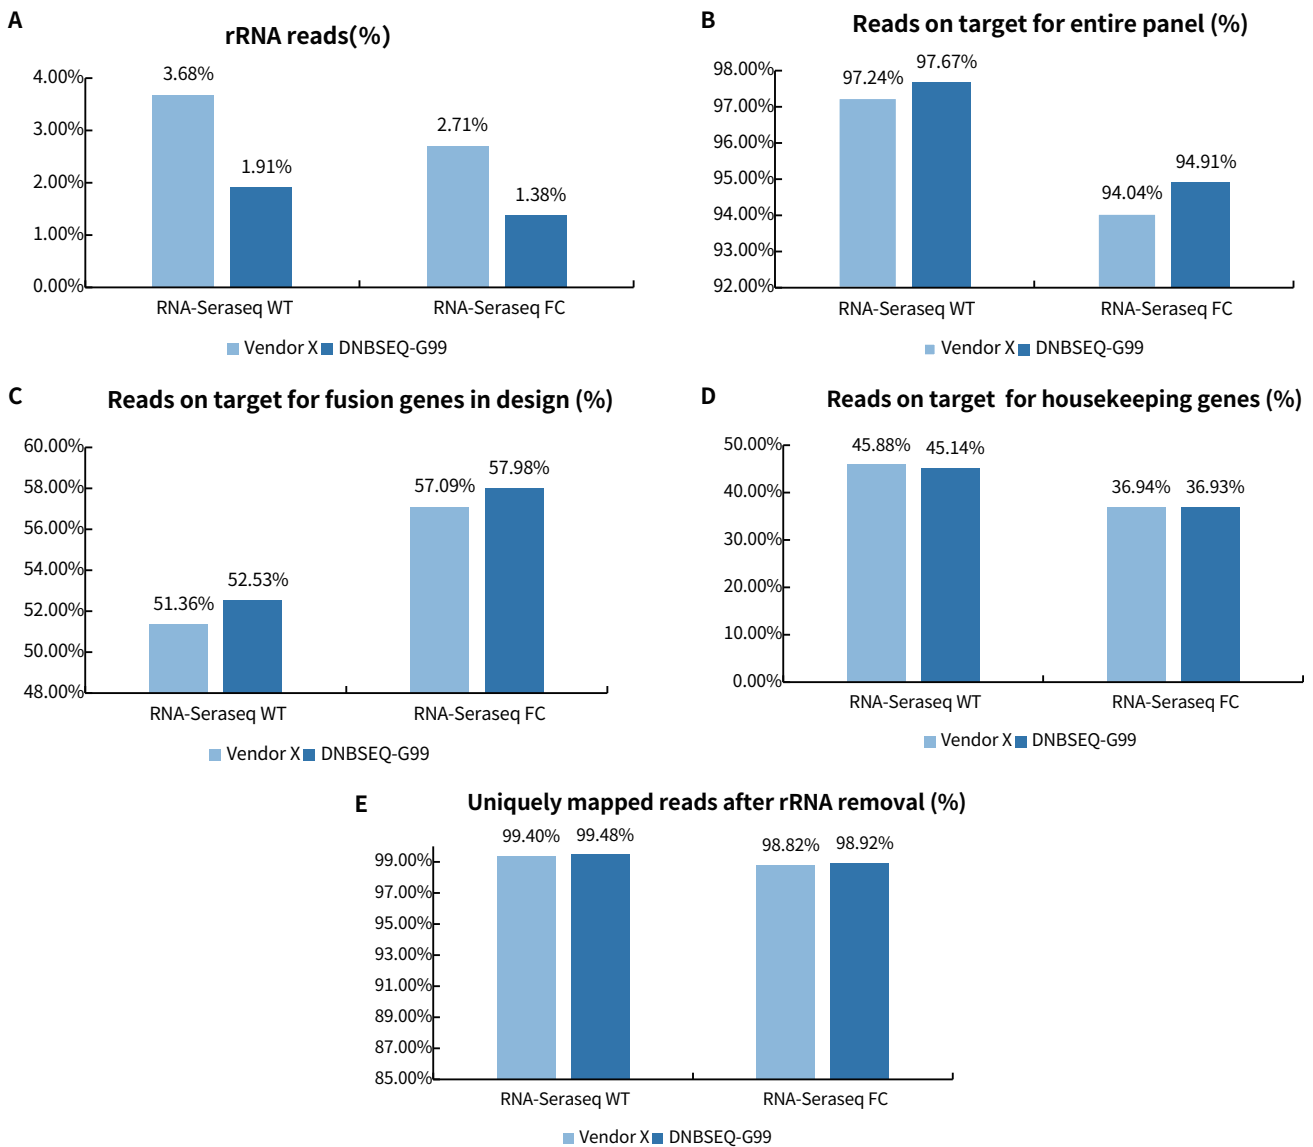 A
rRNA reads(%)
4.00%
3.00%
2.00%
1.00%
0.00%
3.68%
1.91%
2.71%
1.38%
RNA-Seraseq WT
RNA-Seraseq FC
Vendor X DNBSEQ-G99
B
Reads on target for entire panel (%)
98.00%
97.00%
96.00%
95.00%
94.00%
93.00%
92.00%
97.24%
97.67%
94.04%
94.91%
RNA-Seraseq WT
RNA-Seraseq FC
Vendor X DNBSEQ-G99
C
Reads on target for fusion genes in design (%)
60.00%
58.00%
56.00%
54.00%
52.00%
50.00%
48.00%
51.36%
52.53%
57.09%
57.98%
RNA-Seraseq WT
RNA-Seraseq FC
Vendor X DNBSEQ-G99
D
Reads on target for housekeeping genes (%)
50.00%
40.00%
30.00%
20.00%
10.00%
0.00%
45.88%
45.14%
36.94%
36.93%
RNA-Seraseq WT
RNA-Seraseq FC
Vendor X DNBSEQ-G99
E
Uniquely mapped reads after rRNA removal (%)
99.00%
97.00%
95.00%
93.00%
91.00%
89.00%
87.00%
85.00%
99.40%
99.48%
98.82%
98.92%
RNA-Seraseq WT
RNA-Seraseq FC
Vendor X DNBSEQ-G99